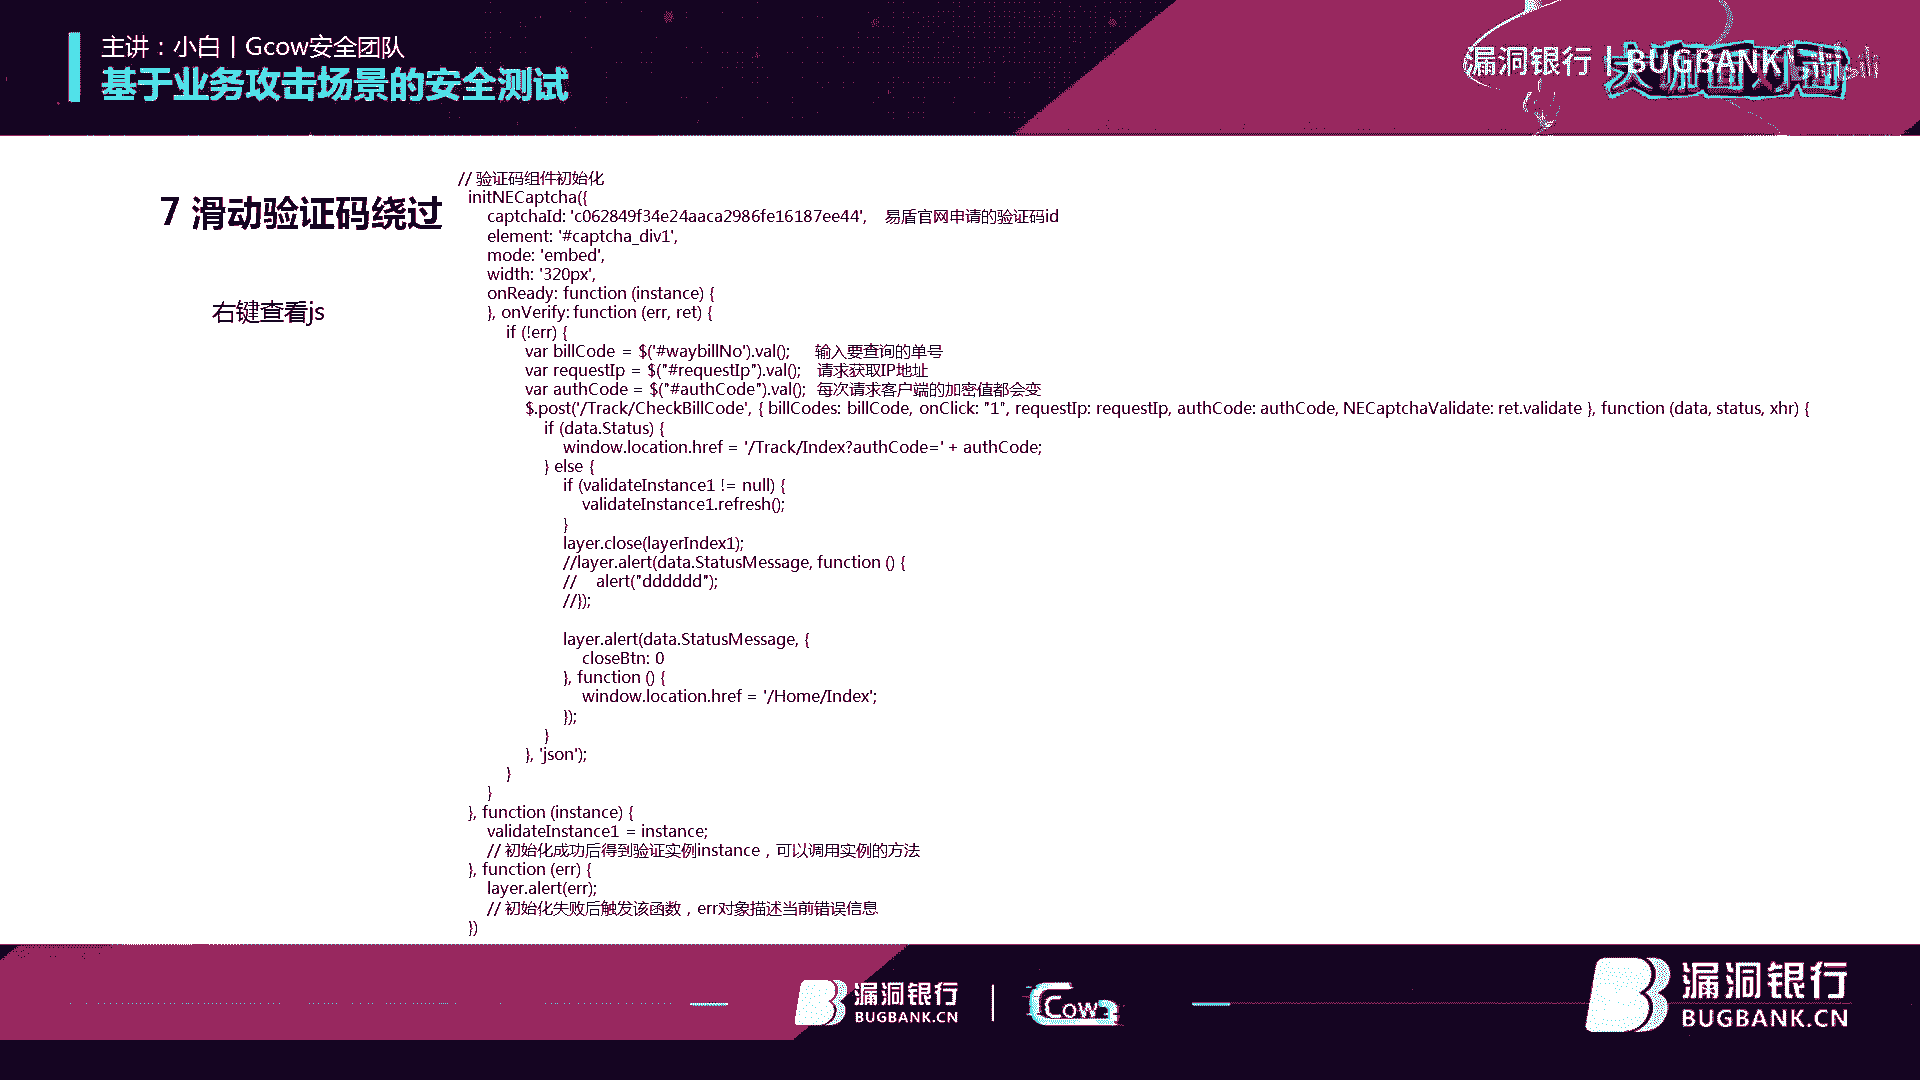 主讲：小白丨Gcow安全团队
基于业务攻击场景的安全测试
漏洞银行丨BUGBANK丨
大咖面对面
7 滑动验证码绕过
右键查看js
// 验证码组件初始化
initNECaptcha({
captchaId: 'c062849f34e24aaca2986fe16187ee44', 易盾官网申请的验证码id
element: '#captcha_div1',
mode: 'embed',
width: '320px',
onReady: function (instance) {
}, onVerify: function (err, ret) {
if (!err) {
var billCode = $('#waybillNo').val(); 输入要查询的单号
var requestIp = $("#requestIp").val(); 请求获取IP地址
var authCode = $("#authCode").val(); 每次请求客户端的加密值都会变
$.post('/Track/CheckBillCode', { billCodes: billCode, onClick: "1", requestIp: requestIp, authCode: authCode, NECaptchaValidate: ret.validate }, function (data, status, xhr) {
if (data.Status) {
window.location.href = '/Track/Index?authCode=' + authCode;
} else {
if (validateInstance1 != null) {
validateInstance1.refresh();
}
layer.close(layerIndex1);
//layer.alert(data.StatusMessage, function () {
// alert("dddddd");
//});
layer.alert(data.StatusMessage, {
closeBtn: 0
}, function () {
window.location.href = '/Home/Index';
});
}
}, 'json');
}
}
}, function (instance) {
validateInstance1 = instance;
// 初始化成功后得到验证实例instance，可以调用实例的方法
}, function (err) {
layer.alert(err);
// 初始化失败后触发该函数，err对象描述当前错误信息
})
漏洞银行
BUGBANK.CN
Gcow
漏洞银行
BUGBANK.CN